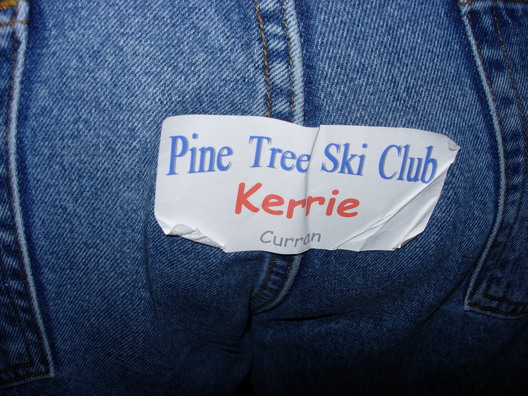 Pine Tree Ski Club
Kerrie
Curran